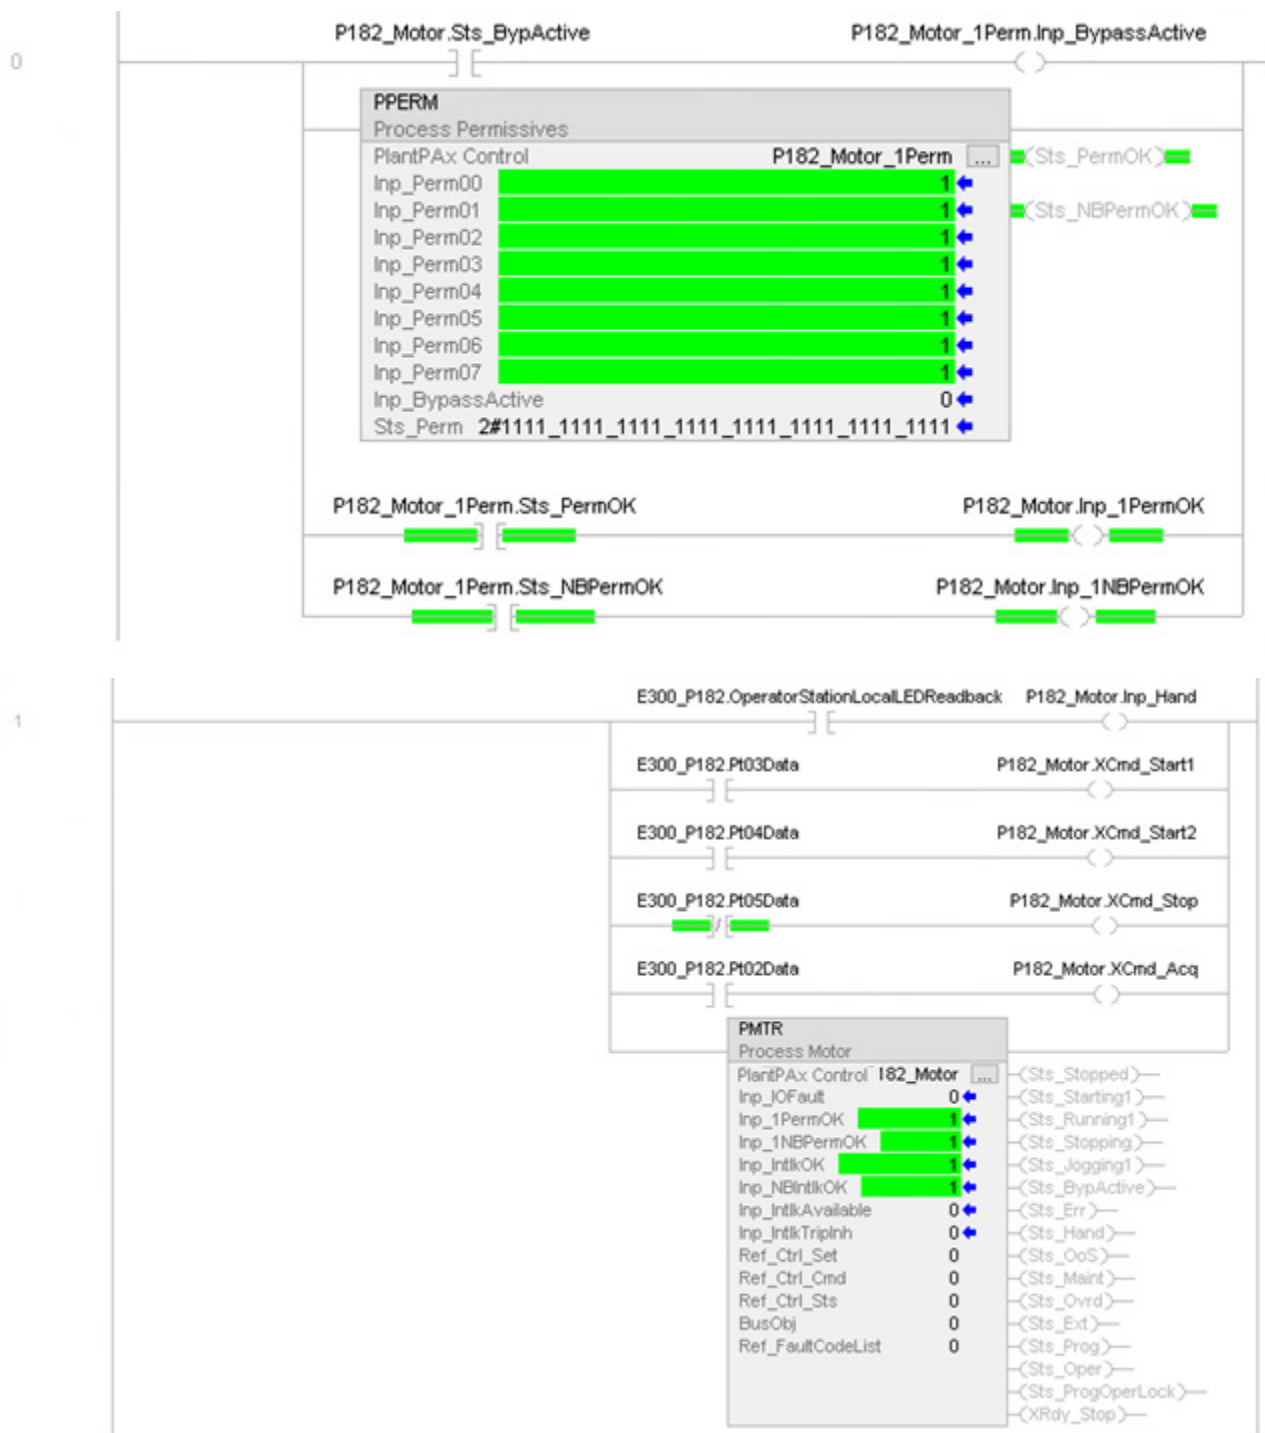 P182_Motor.Sts_BypActive P182_Motor_1Perm.Inp_BypassActive
0
PPERM
Process Permissives
PlantPAx Control P182_Motor_1Perm ... (Sts_PermOK)
Inp_Perm00 1
Inp_Perm01 1 (Sts_NBPermOK)
Inp_Perm02 1
Inp_Perm03 1
Inp_Perm04 1
Inp_Perm05 1
Inp_Perm06 1
Inp_Perm07 1
Inp_BypassActive 0
Sts_Perm 2#1111_1111_1111_1111_1111_1111_1111_1111
P182_Motor_1Perm.Sts_PermOK P182_Motor.Inp_1PermOK
P182_Motor_1Perm.Sts_NBPermOK P182_Motor.Inp_1NBPermOK
E300_P182.OperatorStationLocalLEDReadback P182_Motor.Inp_Hand
1
E300_P182.Pt03Data P182_Motor.XCmd_Start1
E300_P182.Pt04Data P182_Motor.XCmd_Start2
E300_P182.Pt05Data P182_Motor.XCmd_Stop
E300_P182.Pt02Data P182_Motor.XCmd_Acq
PMTR
Process Motor
PlantPAx Control 182_Motor ... (Sts_Stopped)
Inp_IOFault 0 (Sts_Starting1)
Inp_1PermOK 1 (Sts_Running1)
Inp_1NBPermOK 1 (Sts_Stopping)
Inp_IntlkOK 1 (Sts_Jogging1)
Inp_NBIntlkOK 1 (Sts_BypActive)
Inp_IntlkAvailable 0 (Sts_Err)
Inp_IntlkTripInh 0 (Sts_Hand)
Ref_Ctrl_Set 0 (Sts_OoS)
Ref_Ctrl_Cmd 0 (Sts_Maint)
Ref_Ctrl_Sts 0 (Sts_Ovrd)
BusObj 0 (Sts_Ext)
Ref_FaultCodeList 0 (Sts_Prog)
(Sts_Oper)
(Sts_ProgOperLock)
(XRdy_Stop)